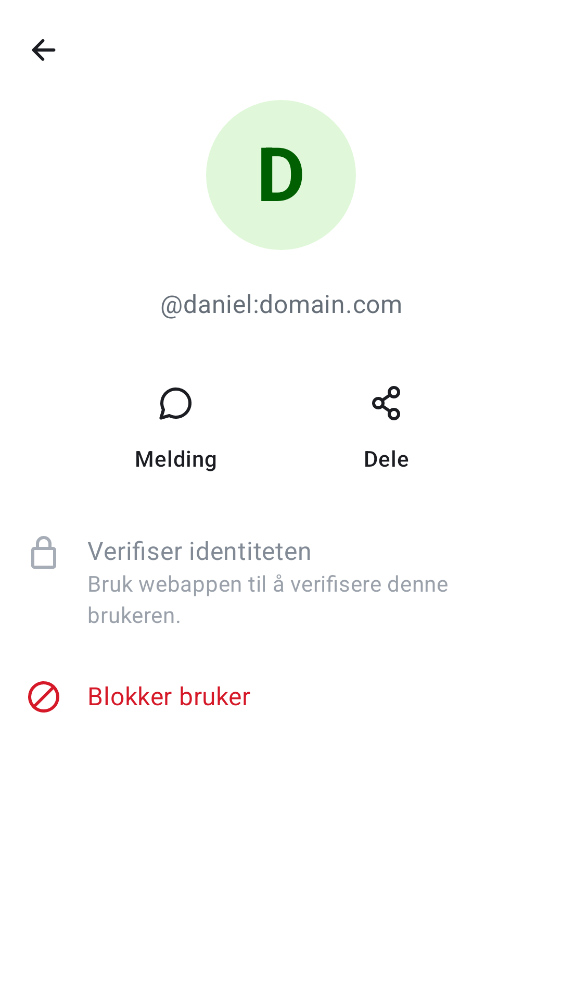 D
@daniel:domain.com
Melding
Dele
Verifiser identiteten
Bruk webappen til å verifisere denne
brukeren.
Blokker bruker